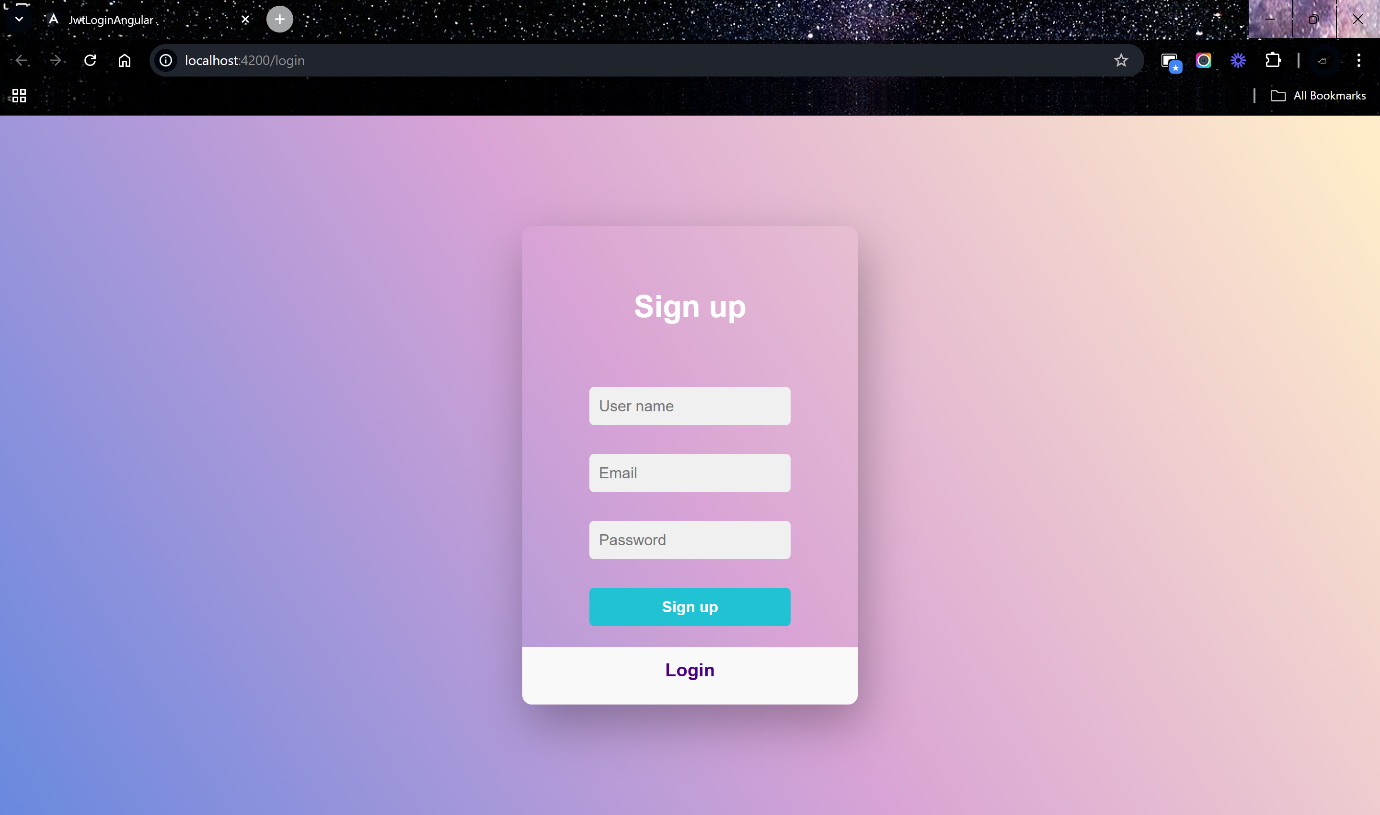 JwtLoginAngular
localhost:4200/login
All Bookmarks
Sign up
User name
Email
Password
Sign up
Login